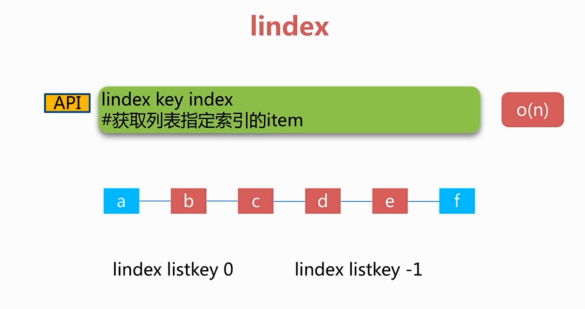 lindex
API
lindex key index
#获取列表指定索引的item
o(n)
a b c d e f
lindex listkey 0 lindex listkey -1